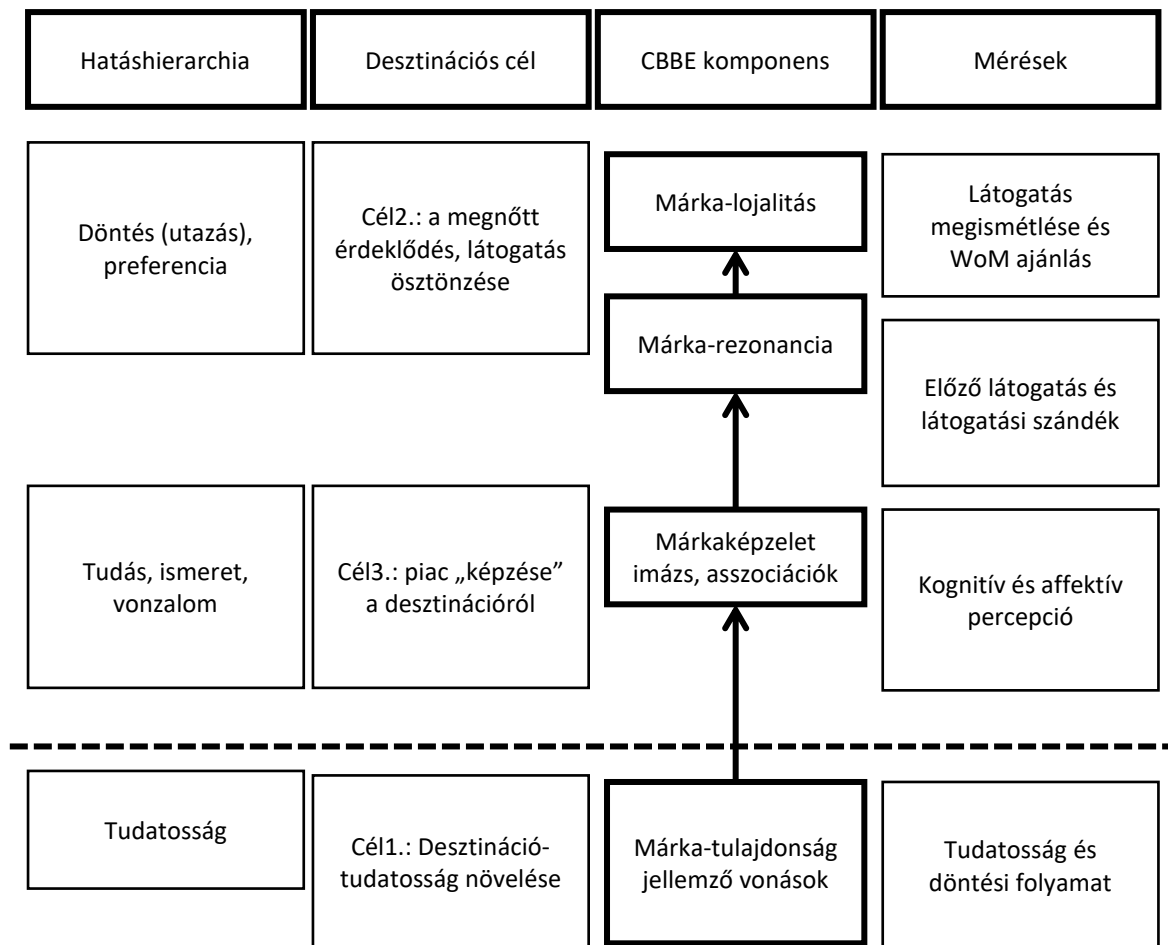 Hatáshierarchia
Desztinációs cél
CBBE komponens
Mérések
Döntés (utazás),
preferencia
Cél2.: a megnőtt
érdeklődés, látogatás
ösztönzése
Márka-lojalitás
Látogatás
megismétlése és
WoM ajánlás
Márka-rezonancia
Előző látogatás és
látogatási szándék
Tudás, ismeret,
vonzalom
Cél3.: piac „képzése”
a desztinációról
Márkaképzelet
imázs, asszociációk
Kognitív és affektív
percepció
Tudatosság
Cél1.: Desztináció-
tudatosság növelése
Márka-tulajdonság
jellemző vonások
Tudatosság és
döntési folyamat